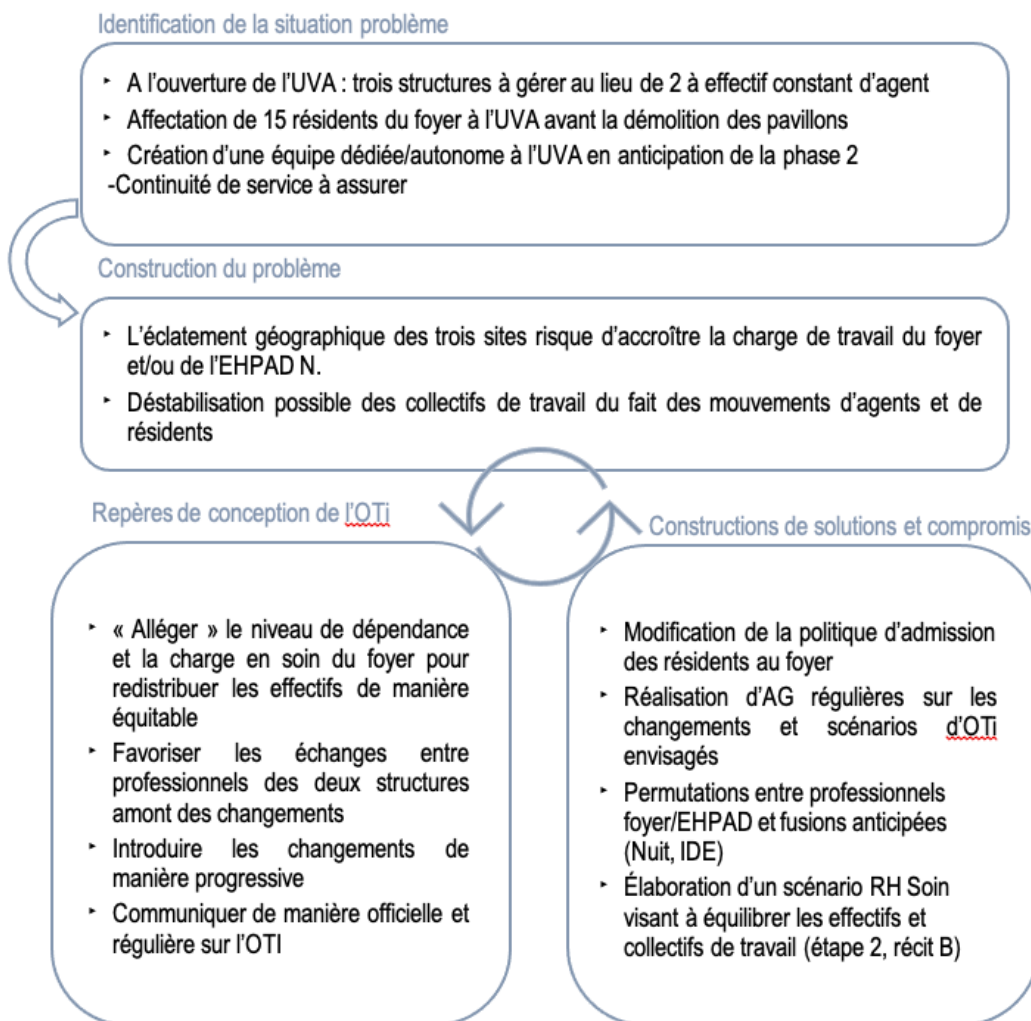 Identification de la situation problème
‣ A l’ouverture de l’UVA : trois structures à gérer au lieu de 2 à effectif constant d’agent
‣ Affectation de 15 résidents du foyer à l’UVA avant la démolition des pavillons
‣ Création d’une équipe dédiée/autonome à l’UVA en anticipation de la phase 2
-Continuité de service à assurer
Construction du problème
‣ L’éclatement géographique des trois sites risque d’accroître la charge de travail du foyer
et/ou de l’EHPAD N.
‣ Déstabilisation possible des collectifs de travail du fait des mouvements d’agents et de
résidents
Repères de conception de l’OTi
‣ « Alléger » le niveau de dépendance
et la charge en soin du foyer pour
redistribuer les effectifs de manière
équitable
‣ Favoriser les échanges entre
professionnels des deux structures
amont des changements
‣ Introduire les changements de
manière progressive
‣ Communiquer de manière officielle et
régulière sur l’OTI
Constructions de solutions et compromis
‣ Modification de la politique d’admission
des résidents au foyer
‣ Réalisation d’AG régulières sur les
changements et scénarios d’OTi
envisagés
‣ Permutations entre professionnels
foyer/EHPAD et fusions anticipées
(Nuit, IDE)
‣ Élaboration d’un scénario RH Soin
visant à équilibrer les effectifs et
collectifs de travail (étape 2, récit B)